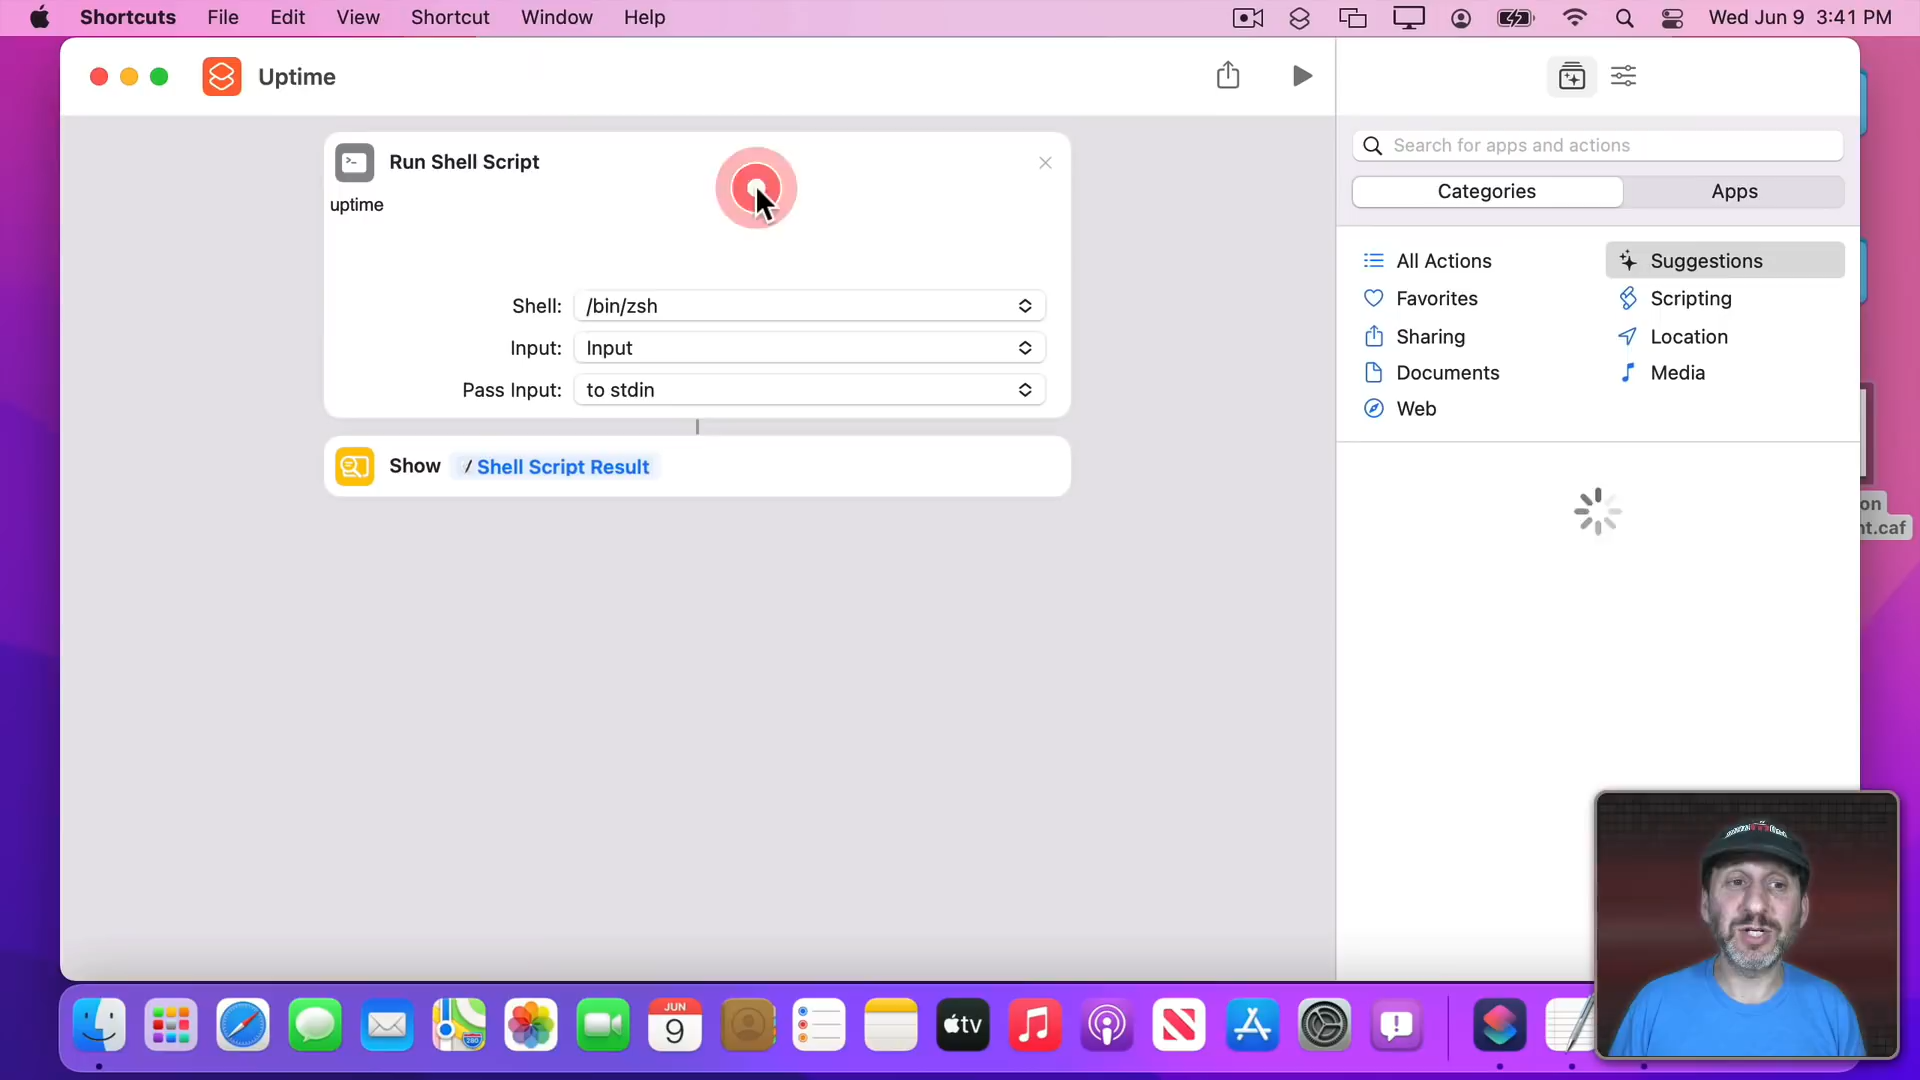 Shortcuts File Edit View Shortcut Window Help Wed Jun 9 3:41 PM
Uptime
Run Shell Script
uptime
Shell: /bin/zsh
Input: Input
Pass Input: to stdin
Show Shell Script Result
Search for apps and actions
Categories Apps
All Actions Suggestions
Favorites Scripting
Sharing Location
Documents Media
Web
on
nt.caf
JUN
9
280
tv